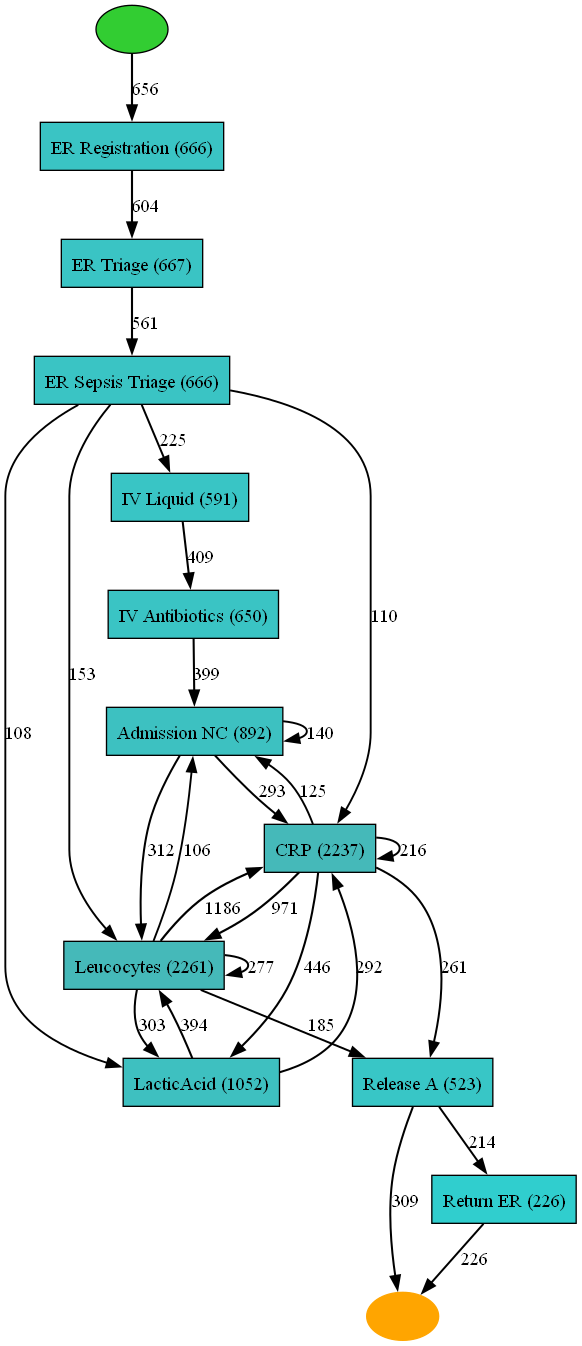 656
ER Registration (666)
604
ER Triage (667)
561
ER Sepsis Triage (666)
225
IV Liquid (591)
409
IV Antibiotics (650)
110
399
153
108
Admission NC (892)
140
293
125
CRP (2237)
216
312
106
1186
971
Leucocytes (2261)
277
446
292
261
303
394
185
LacticAcid (1052)
Release A (523)
214
309
Return ER (226)
226